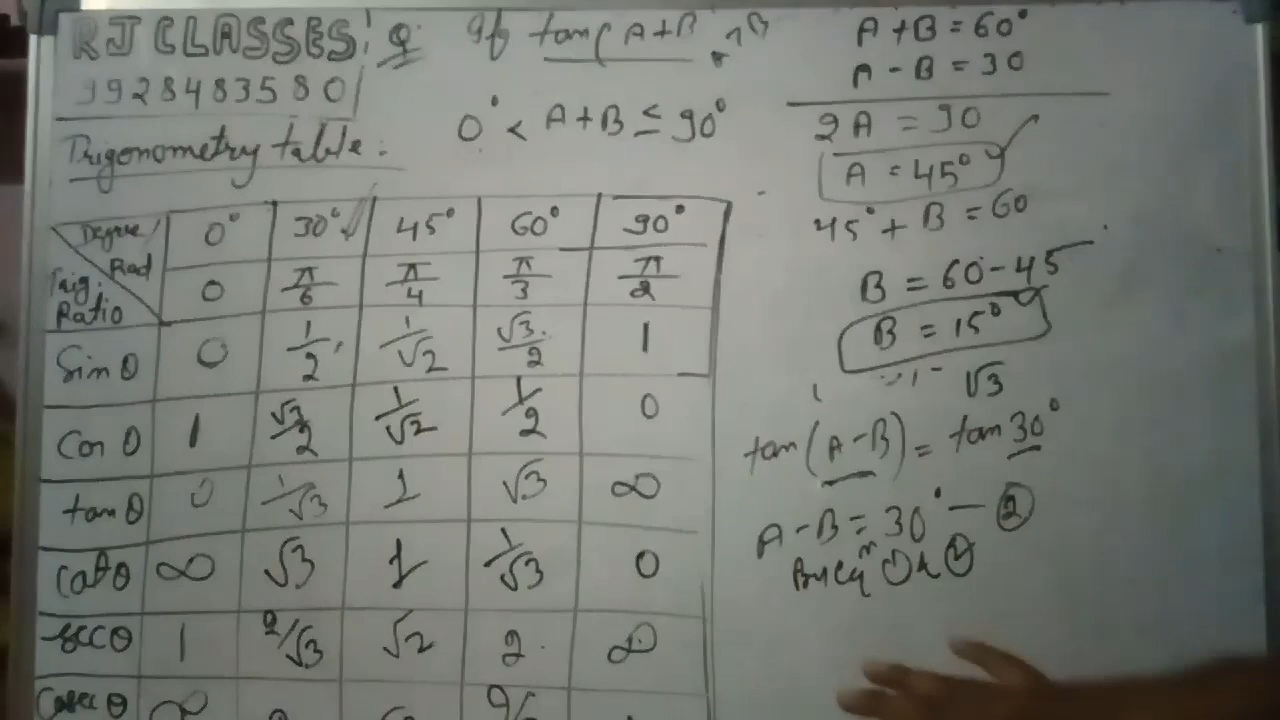 RJ CLASSES! Q If tan(A+B
9928483580
0° < A+B ≤ 90°
Trigonometry table:
Degree 0° 30° 45° 60° 90°
Rad 0 π/6 π/4 π/3 π/2
Trig. Ratio
Sin θ 0 1/2 1/√2 √3/2 1
Cos θ 1 √3/2 1/√2 1/2 0
tan θ 0 1/√3 1 √3 ∞
Cot θ ∞ √3 1 1/√3 0
sec θ 1 2/√3 √2 2 ∞
Cosec θ ∞
A+B = 60°
A-B = 30
2A = 90
A = 45°
45° + B = 60
B = 60-45
B = 15°
√3
tan(A-B) = tan 30°
A-B = 30° — ②